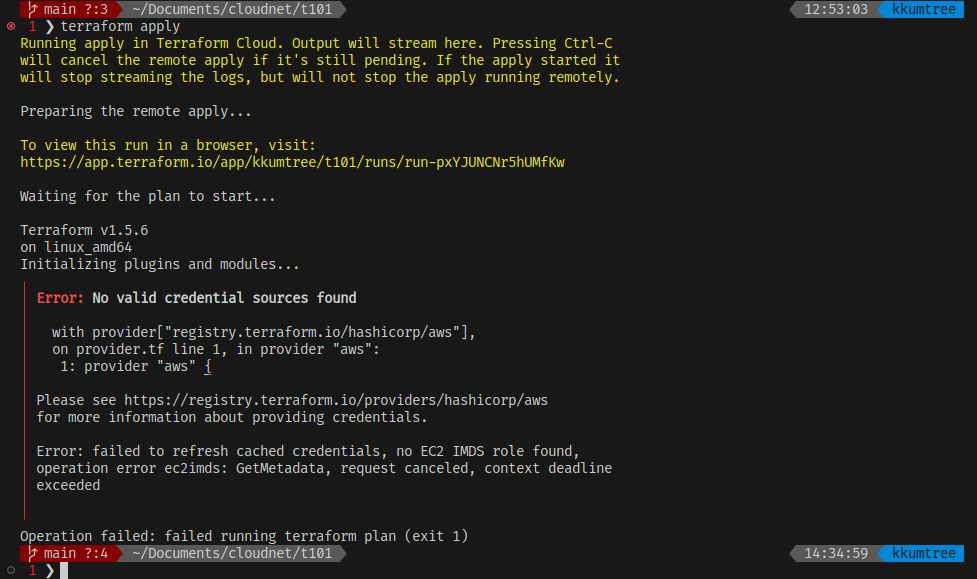 main ?:3 ~/Documents/cloudnet/t101 12:53:03 kkumtree
1 ❯ terraform apply
Running apply in Terraform Cloud. Output will stream here. Pressing Ctrl-C
will cancel the remote apply if it's still pending. If the apply started it
will stop streaming the logs, but will not stop the apply running remotely.
Preparing the remote apply...
To view this run in a browser, visit:
https://app.terraform.io/app/kkumtree/t101/runs/run-pxYJUNCNr5hUMfKw
Waiting for the plan to start...
Terraform v1.5.6
on linux_amd64
Initializing plugins and modules...
Error: No valid credential sources found
with provider["registry.terraform.io/hashicorp/aws"],
on provider.tf line 1, in provider "aws":
1: provider "aws" {
Please see https://registry.terraform.io/providers/hashicorp/aws
for more information about providing credentials.
Error: failed to refresh cached credentials, no EC2 IMDS role found,
operation error ec2imds: GetMetadata, request canceled, context deadline
exceeded
Operation failed: failed running terraform plan (exit 1)
main ?:4 ~/Documents/cloudnet/t101 14:34:59 kkumtree
1 ❯